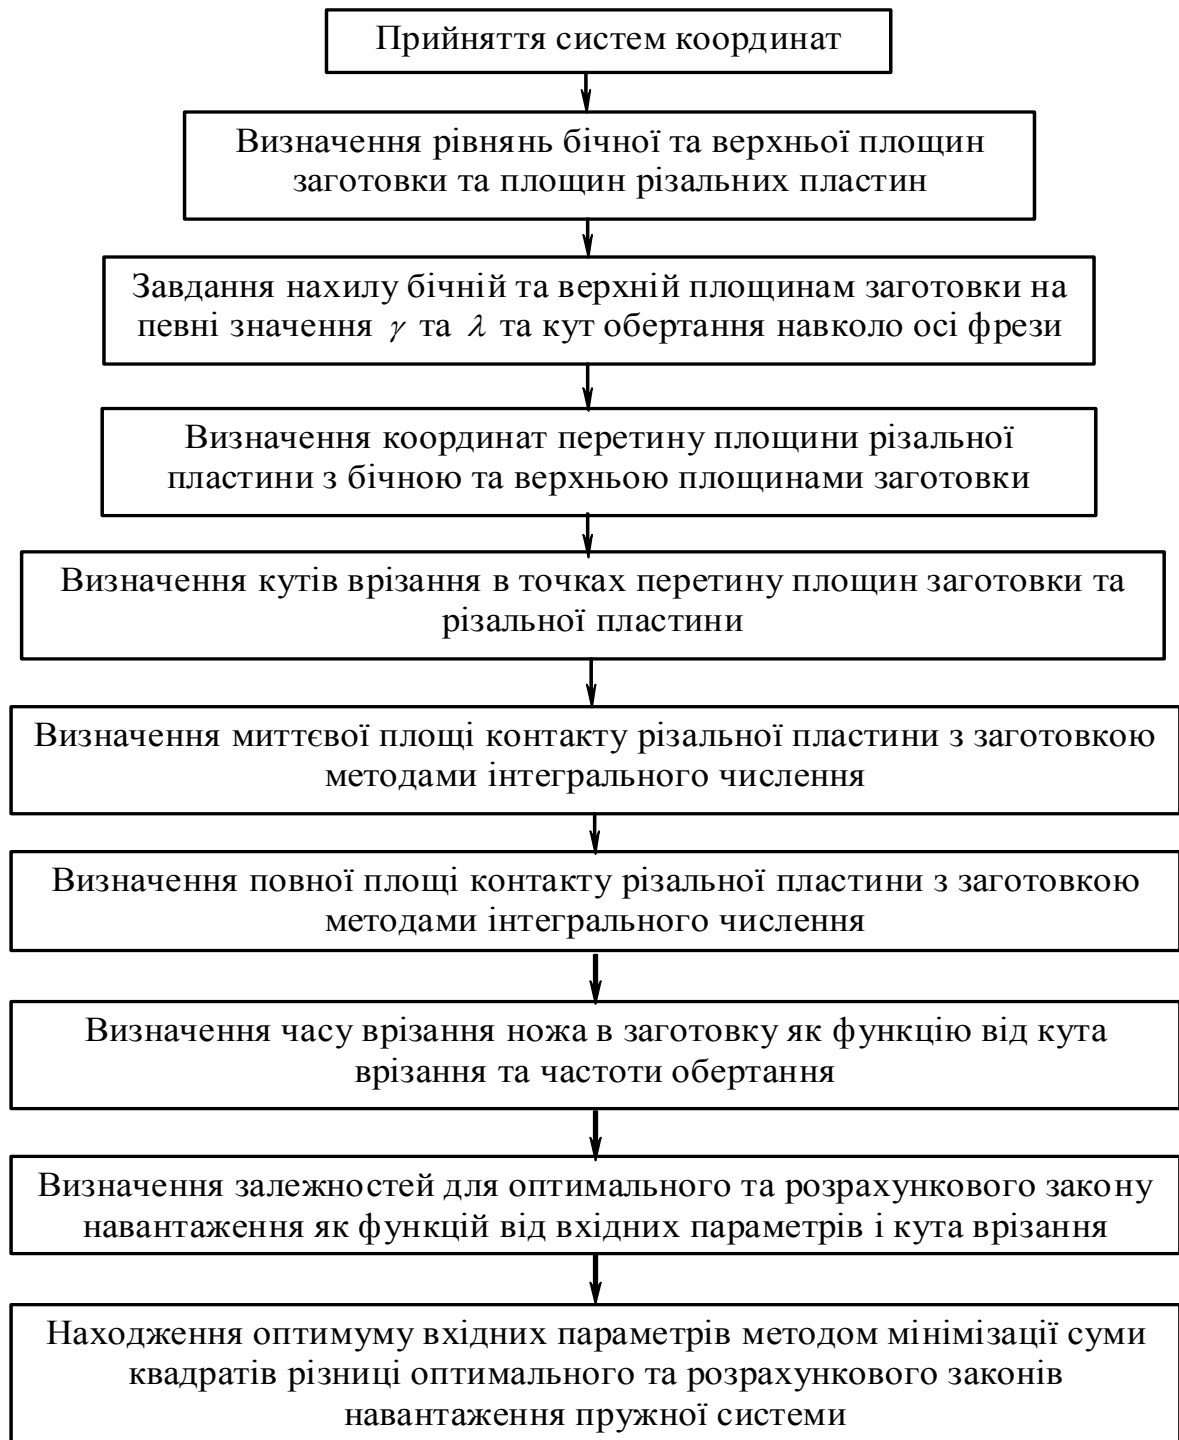 Прийняття систем координат
Визначення рівнянь бічної та верхньої площин
заготовки та площин різальних пластин
Завдання нахилу бічній та верхній площинам заготовки на
певні значення γ та λ та кут обертання навколо осі фрези
Визначення координат перетину площини різальної
пластини з бічною та верхньою площинами заготовки
Визначення кутів врізання в точках перетину площин заготовки та
різальної пластини
Визначення миттєвої площі контакту різальної пластини з заготовкою
методами інтегрального числення
Визначення повної площі контакту різальної пластини з заготовкою
методами інтегрального числення
Визначення часу врізання ножа в заготовку як функцію від кута
врізання та частоти обертання
Визначення залежностей для оптимального та розрахункового закону
навантаження як функцій від вхідних параметрів і кута врізання
Находження оптимуму вхідних параметрів методом мінімізації суми
квадратів різниці оптимального та розрахункового законів
навантаження пружної системи